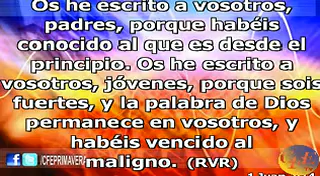 Os he escrito a vosotros,
padres, porque habéis
conocido al que es desde el
principio. Os he escrito a
vosotros, jóvenes, porque sois
fuertes, y la palabra de Dios
permanece en vosotros, y
habéis vencido al
maligno. (RVR)
/CFEPRIMAVERA